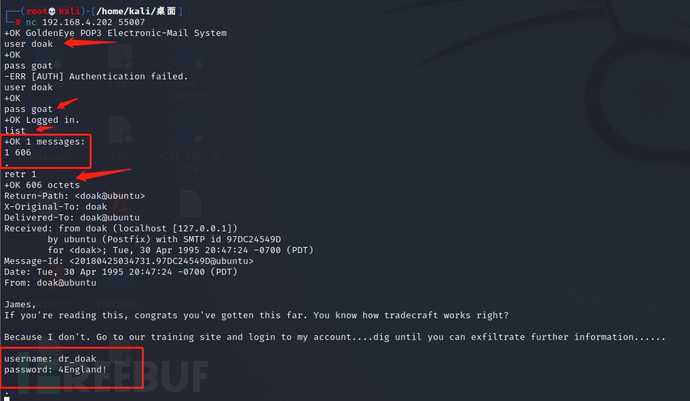 ┌──(root💀kali)-[/home/kali/桌面]
└─# nc 192.168.4.202 55007
+OK GoldenEye POP3 Electronic-Mail System
user doak
+OK
pass goat
-ERR [AUTH] Authentication failed.
user doak
+OK
pass goat
+OK Logged in.
list
+OK 1 messages:
1 606
.
retr 1
+OK 606 octets
Return-Path: <doak@ubuntu>
X-Original-To: doak
Delivered-To: doak@ubuntu
Received: from doak (localhost [127.0.0.1])
        by ubuntu (Postfix) with SMTP id 97DC24549D
        for <doak>; Tue, 30 Apr 1995 20:47:24 -0700 (PDT)
Message-Id: <20180425034731.97DC24549D@ubuntu>
Date: Tue, 30 Apr 1995 20:47:24 -0700 (PDT)
From: doak@ubuntu

James,
If you're reading this, congrats you've gotten this far. You know how tradecraft works right?

Because I don't. Go to our training site and login to my account....dig until you can exfiltrate further information......

username: dr_doak
password: 4England!

.
REEBUF